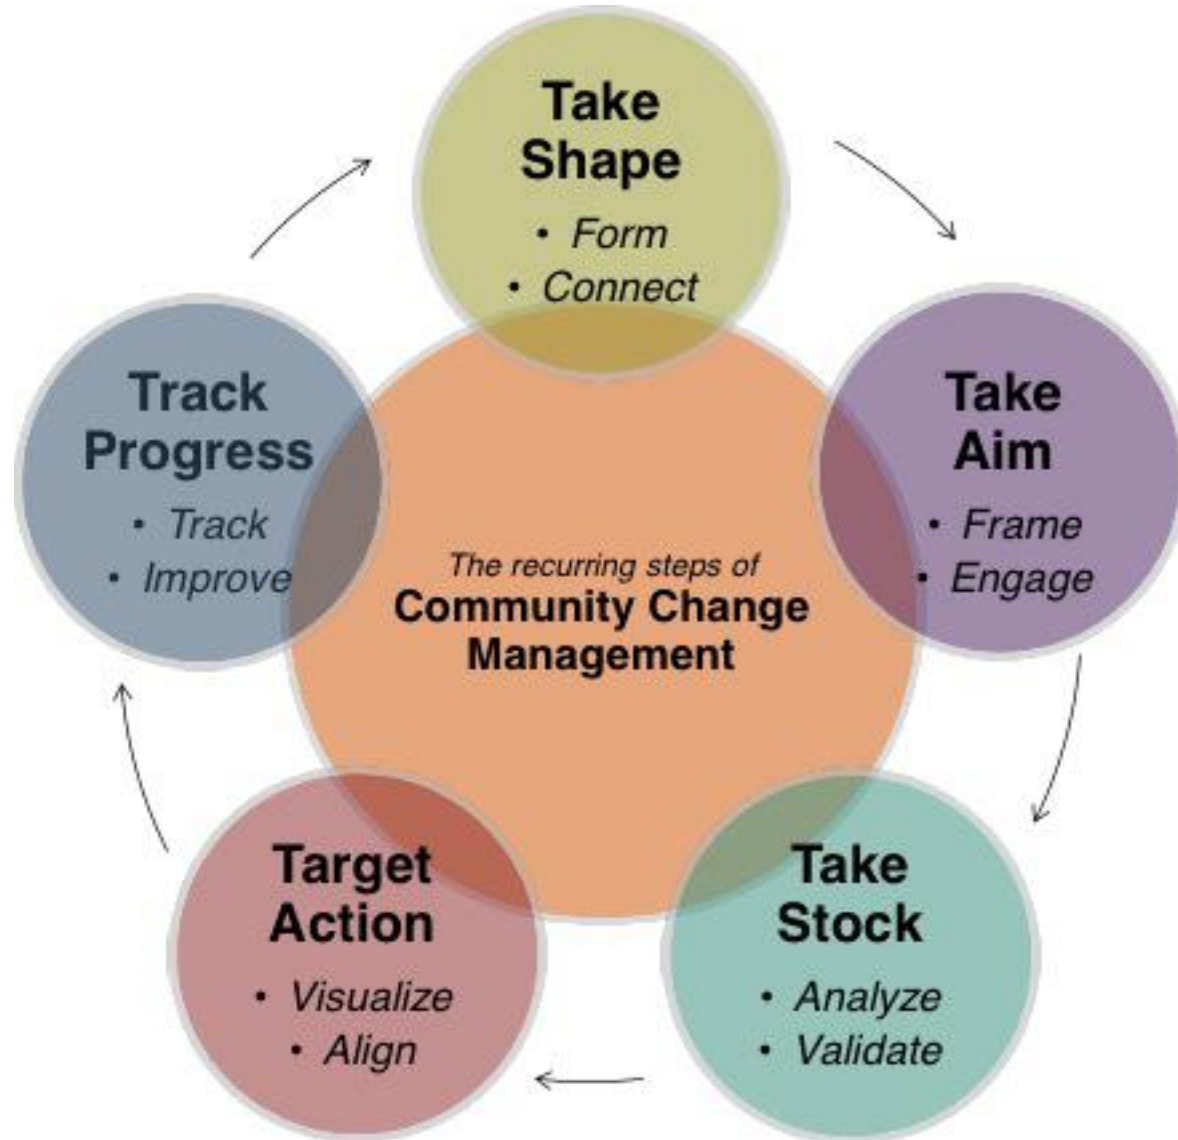 Take
Shape
• Form
• Connect
Take
Aim
• Frame
• Engage
Take
Stock
• Analyze
• Validate
Target
Action
• Visualize
• Align
Track
Progress
• Track
• Improve
The recurring steps of
Community Change
Management